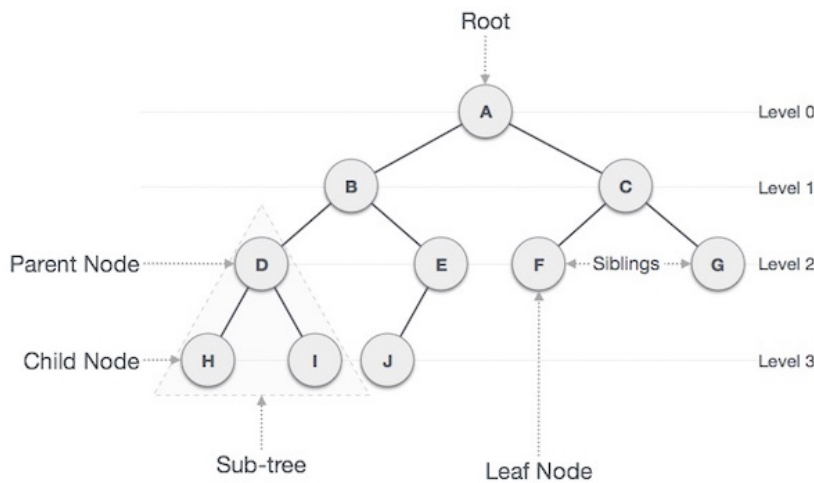 Root
A
Level 0
B
C
Level 1
Parent Node
D
E
F
Siblings
G
Level 2
Child Node
H
I
J
Level 3
Sub-tree
Leaf Node